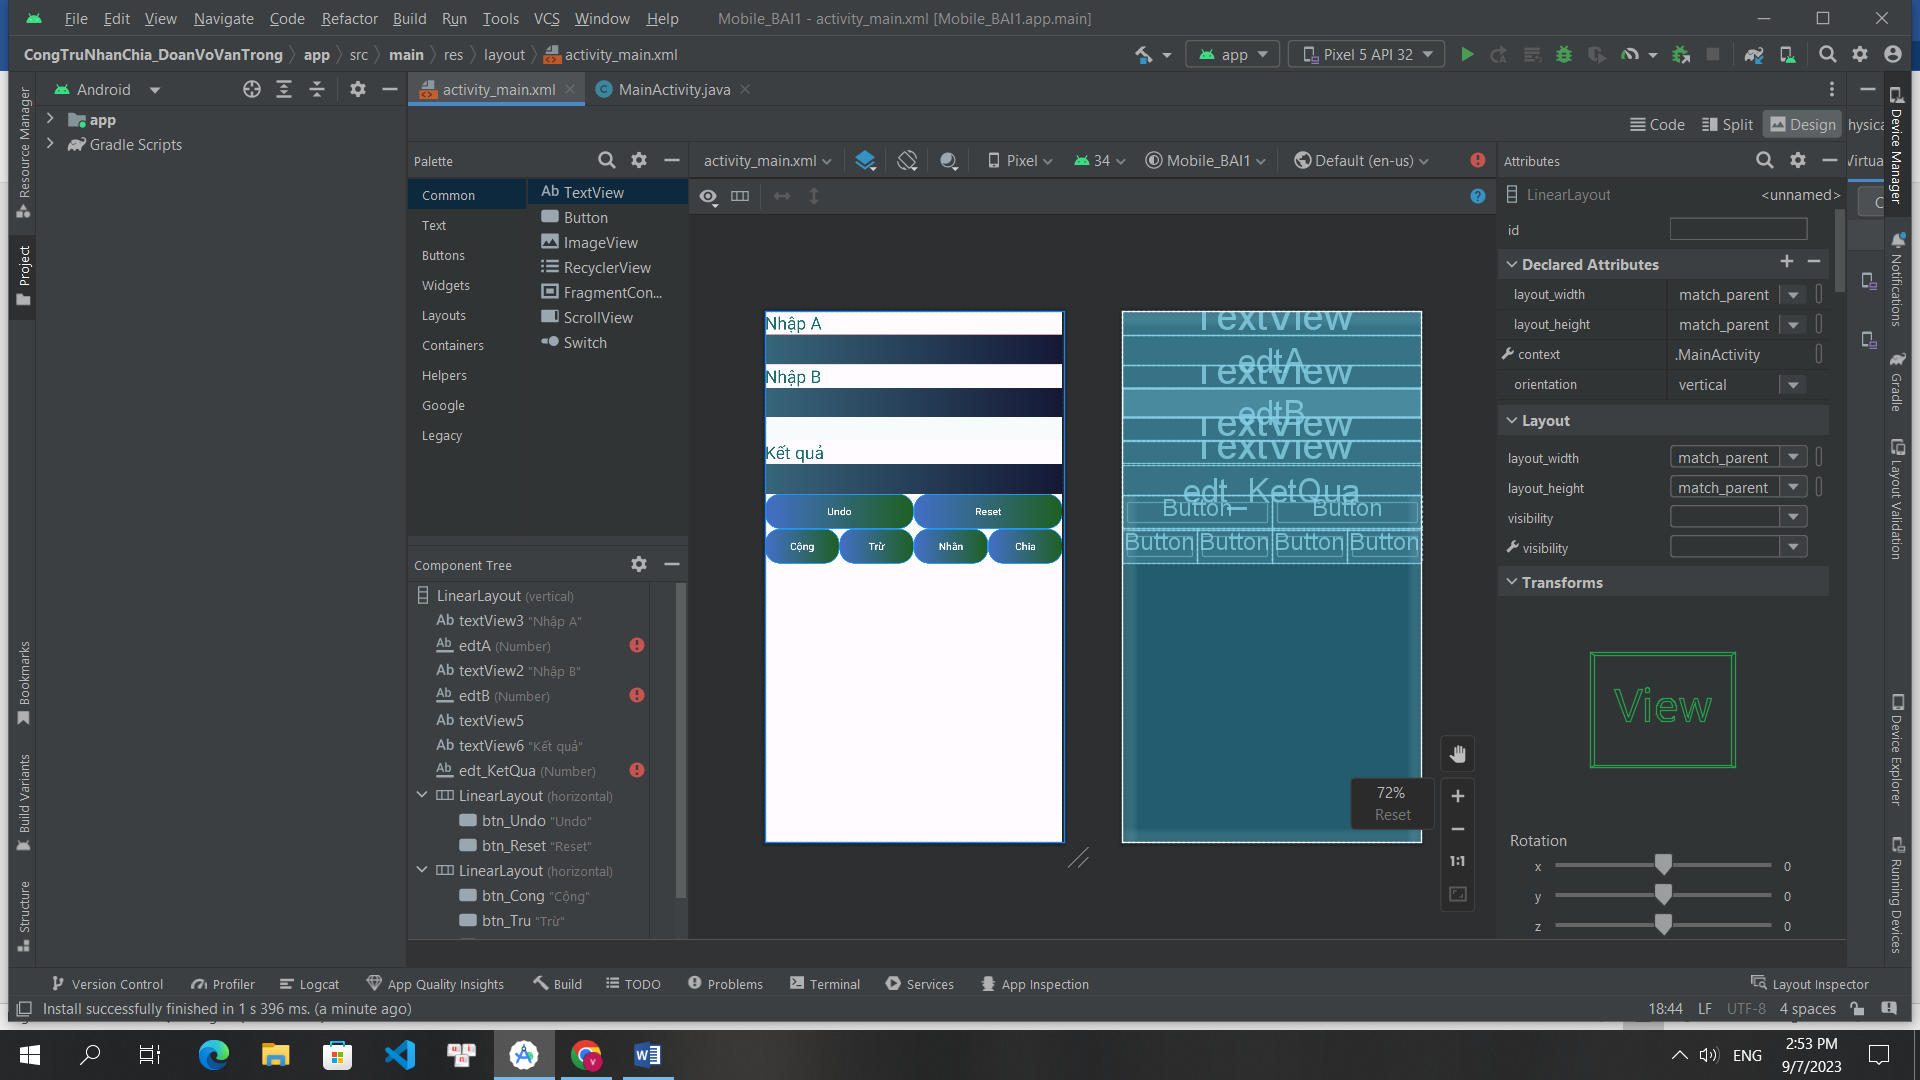 File Edit View Navigate Code Refactor Build Run Tools VCS Window Help Mobile_BAI1 - activity_main.xml [Mobile_BAI1.app.main]
CongTruNhanChia_DoanVoVanTrong app src main res layout activity_main.xml app Pixel 5 API 32
Android activity_main.xml MainActivity.java
Code Split Design
Palette activity_main.xml Pixel 34 Mobile_BAI1 Default (en-us) Attributes
Common
Text
Buttons
Widgets
Layouts
Containers
Helpers
Google
Legacy
Ab TextView
Button
ImageView
RecyclerView
FragmentCon...
ScrollView
Switch
app
Gradle Scripts
Resource Manager
Project
Bookmarks
Build Variants
Structure
Nhập A
Nhập B
Kết quả
Undo Reset
Cộng Trừ Nhân Chia
TextView
edtA
TextView
edtB
TextView
TextView
edt_KetQua
Button Button
Button Button Button Button
72%
Reset
1:1
Component Tree
LinearLayout (vertical)
Ab textView3 "Nhập A"
Ab edtA (Number)
Ab textView2 "Nhập B"
Ab edtB (Number)
Ab textView5
Ab textView6 "Kết quả"
Ab edt_KetQua (Number)
LinearLayout (horizontal)
btn_Undo "Undo"
btn_Reset "Reset"
LinearLayout (horizontal)
btn_Cong "Cộng"
btn_Tru "Trừ"
LinearLayout <unnamed>
id
Declared Attributes
layout_width match_parent
layout_height match_parent
context .MainActivity
orientation vertical
Layout
layout_width match_parent
layout_height match_parent
visibility
visibility
Transforms
View
Rotation
x 0
y 0
z 0
Device Manager
Notifications
Gradle
Layout Validation
Device Explorer
Running Devices
Version Control Profiler Logcat App Quality Insights Build TODO Problems Terminal Services App Inspection Layout Inspector
Install successfully finished in 1 s 396 ms. (a minute ago) 18:44 LF UTF-8 4 spaces
ENG
2:53 PM
9/7/2023